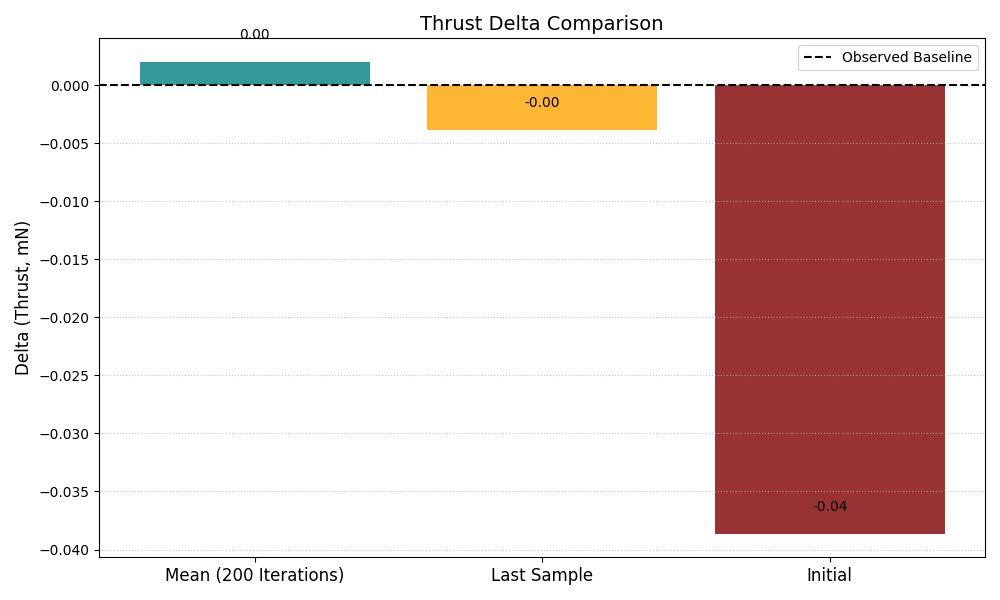 Thrust Delta Comparison
0.00
Observed Baseline
0.000
-0.00
−0.005
−0.010
−0.015
−0.020
−0.025
−0.030
−0.035
-0.04
−0.040
Delta (Thrust, mN)
Mean (200 Iterations)
Last Sample
Initial